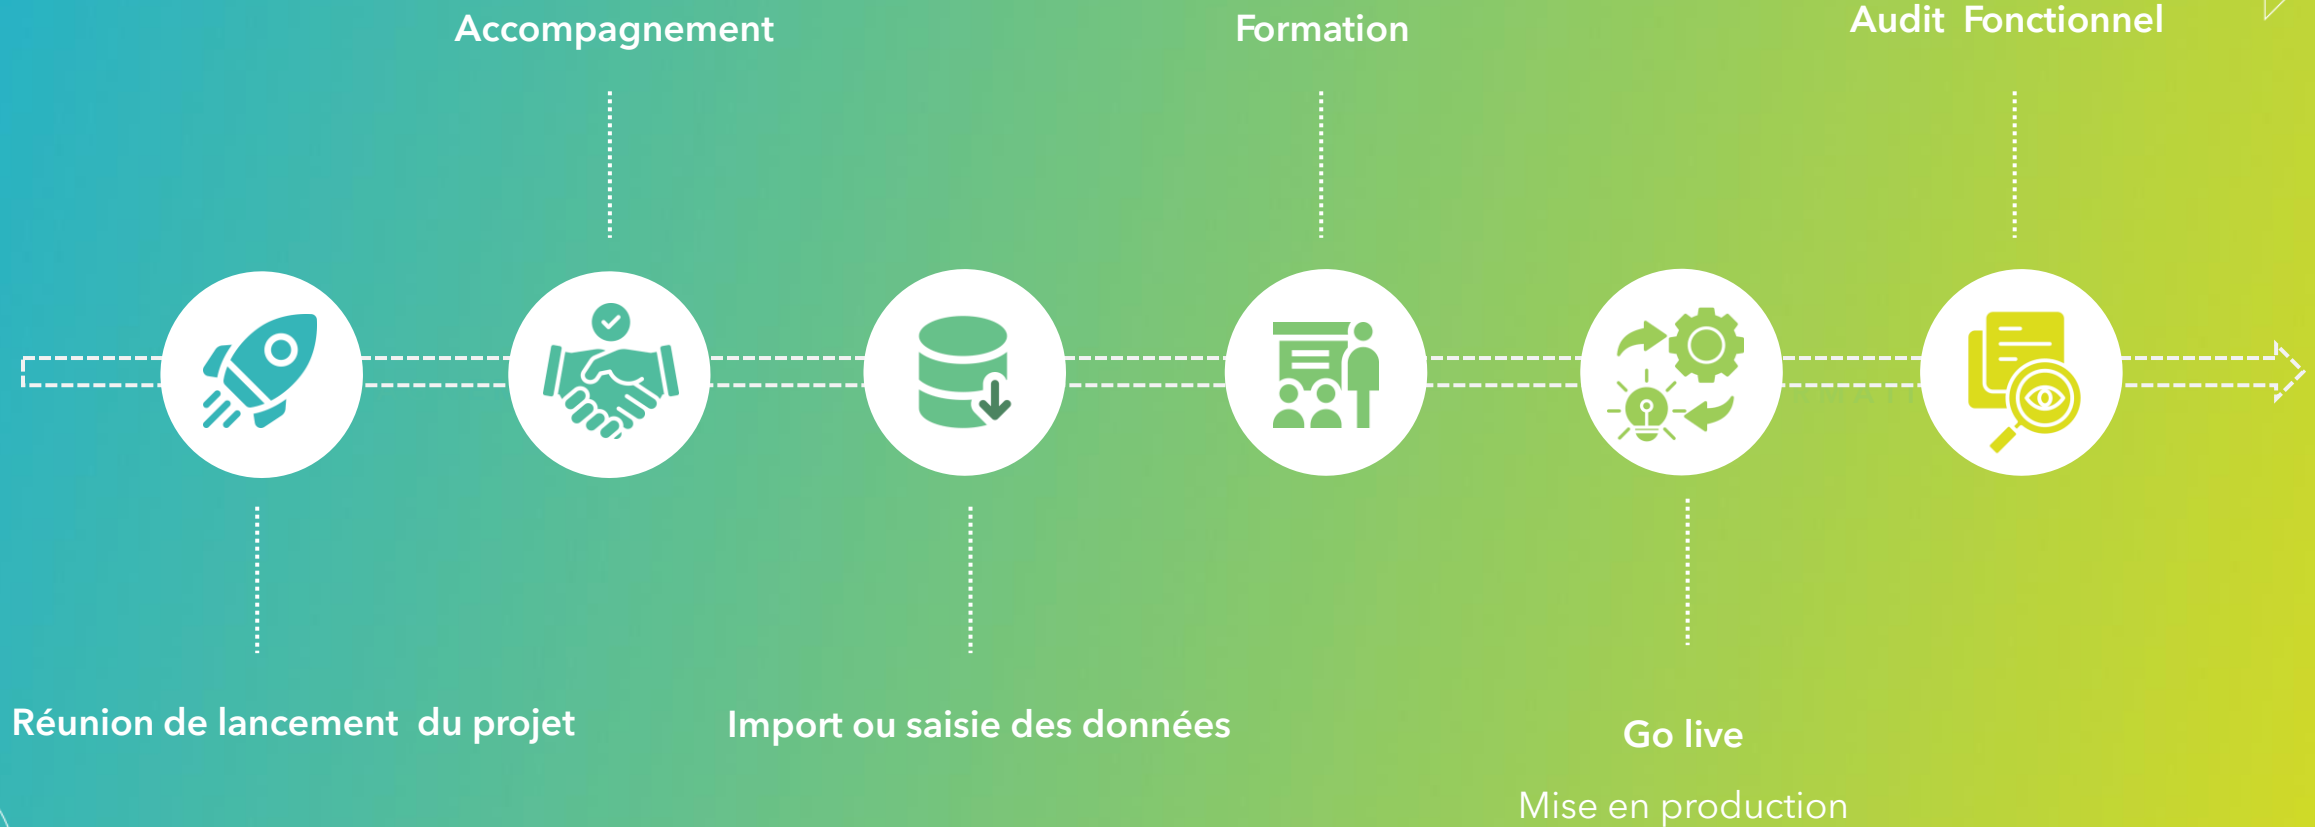 Accompagnement
Formation
Audit Fonctionnel
Réunion de lancement du projet
Import ou saisie des données
Go live
Mise en production